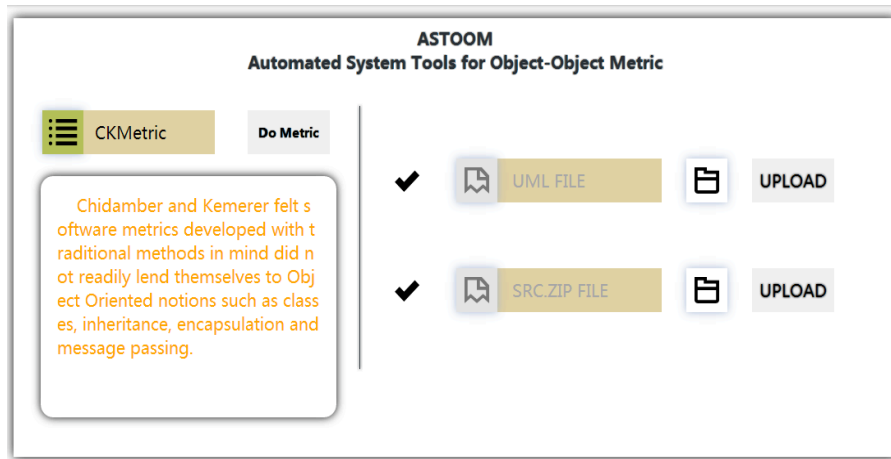 ASTOOM
Automated System Tools for Object-Object Metric
CKMetric
Do Metric
Chidamber and Kemerer felt s
oftware metrics developed with t
raditional methods in mind did n
ot readily lend themselves to Obj
ect Oriented notions such as class
es, inheritance, encapsulation and
message passing.
UML FILE
UPLOAD
SRC.ZIP FILE
UPLOAD